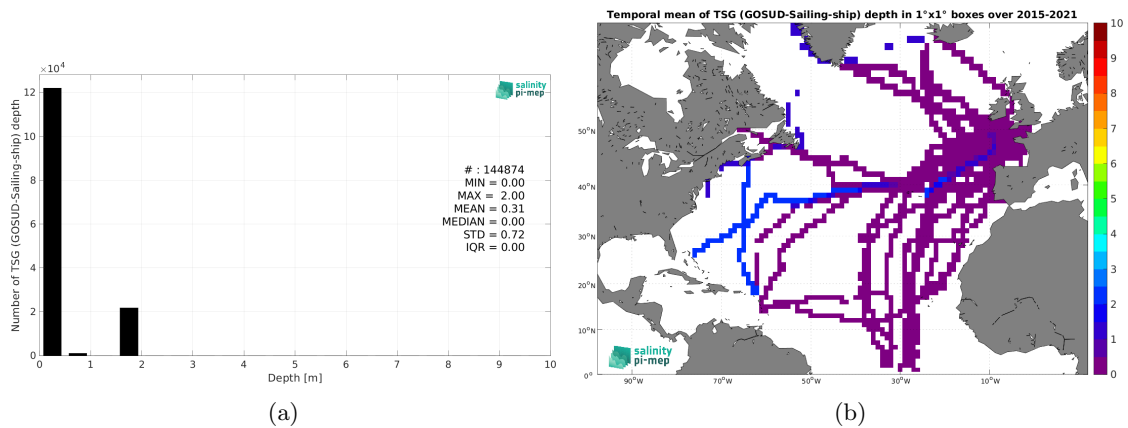 ×10⁴
12
10
8
6
4
2
0
0 1 2 3 4 5 6 7 8 9 10
Number of TSG (GOSUD-Sailing-ship) depth
Depth [m]
salinity
pi-mep
# : 144874
MIN = 0.00
MAX = 2.00
MEAN = 0.31
MEDIAN = 0.00
STD = 0.72
IQR = 0.00
(a)
Temporal mean of TSG (GOSUD-Sailing-ship) depth in 1°x1° boxes over 2015-2021
50°N
40°N
30°N
20°N
10°N
0°
90°W 70°W 50°W 30°W 10°W
salinity
pi-mep
10
9
8
7
6
5
4
3
2
1
0
(b)